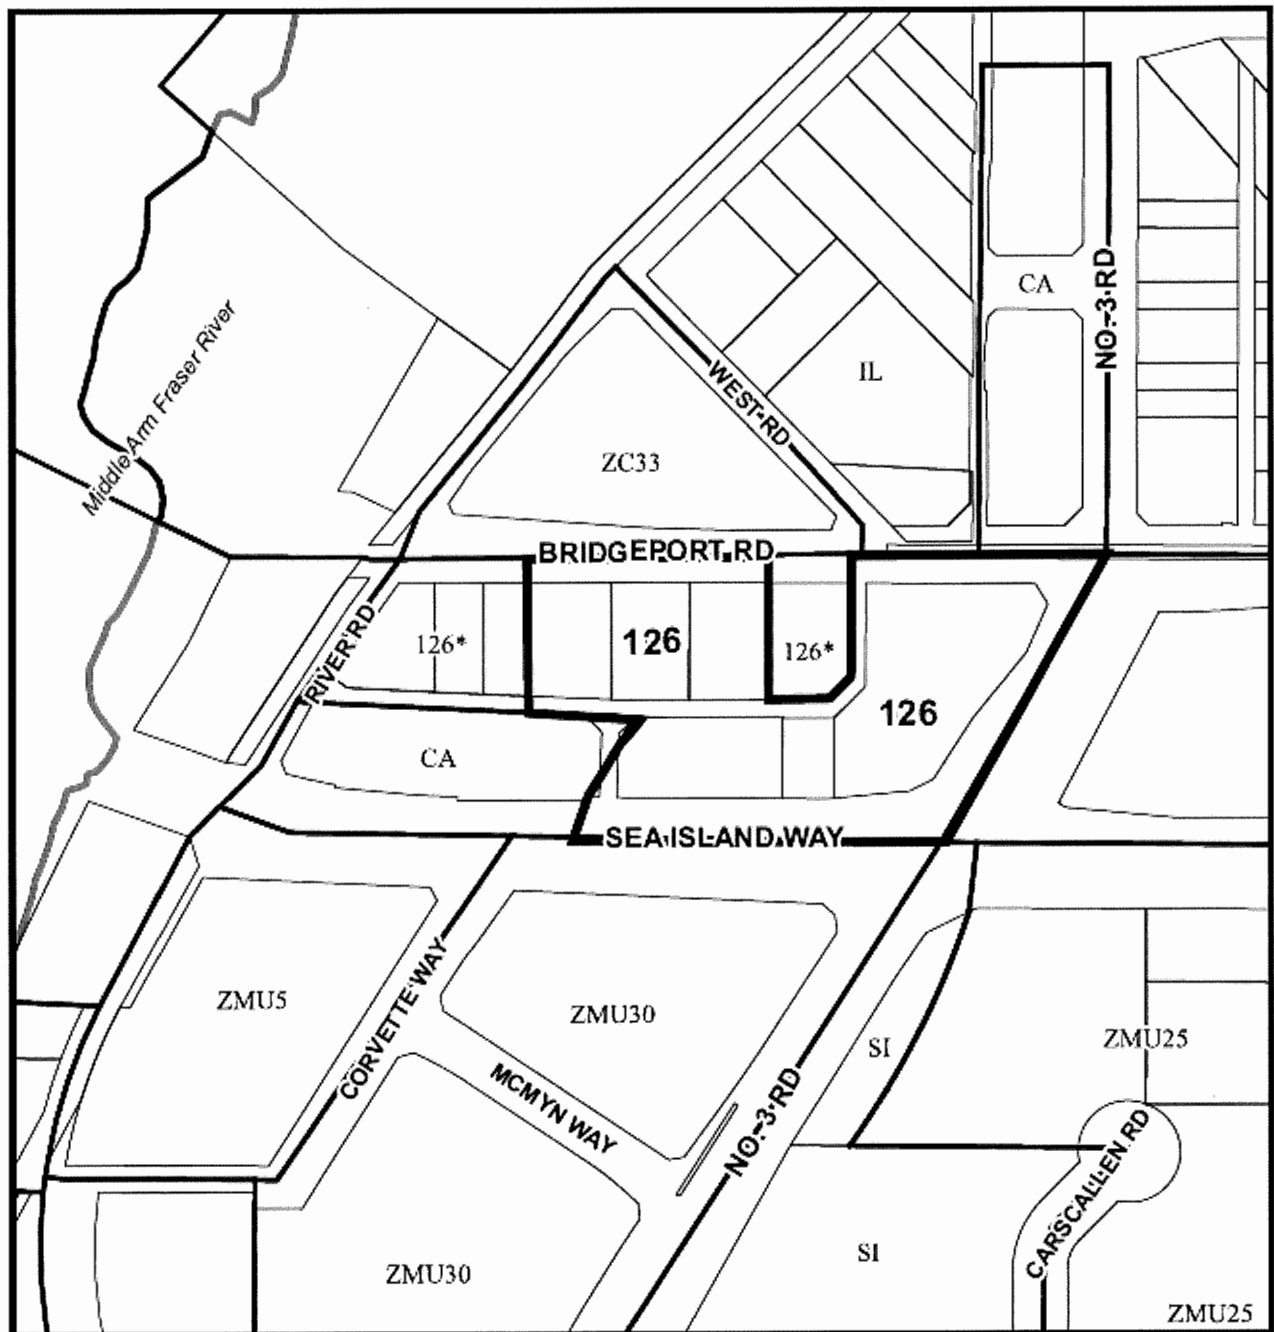 CA
NO. 3 RD
Middle Arm Fraser River
WEST RD
IL
ZC33
BRIDGEPORT RD
RIVER RD
126*
126
126*
126
CA
SEA ISLAND WAY
ZMU5
CORVETTE WAY
ZMU30
MCMYN WAY
NO. 3 RD
SI
ZMU25
CARSCALLEN RD
ZMU30
SI
ZMU25